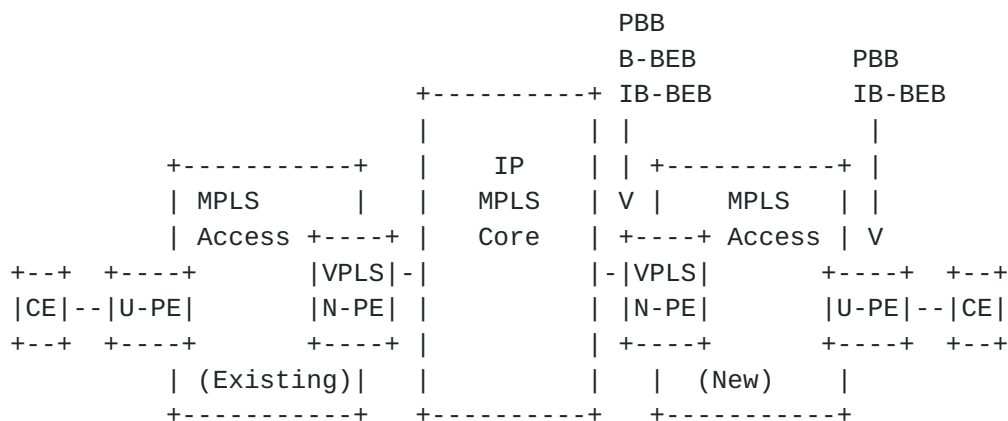 PBB
B-BEB PBB
IB-BEB IB-BEB
IP
MPLS MPLS V MPLS
Access Core Access V
VPLS VPLS
CE U-PE N-PE N-PE U-PE CE
(Existing) (New)